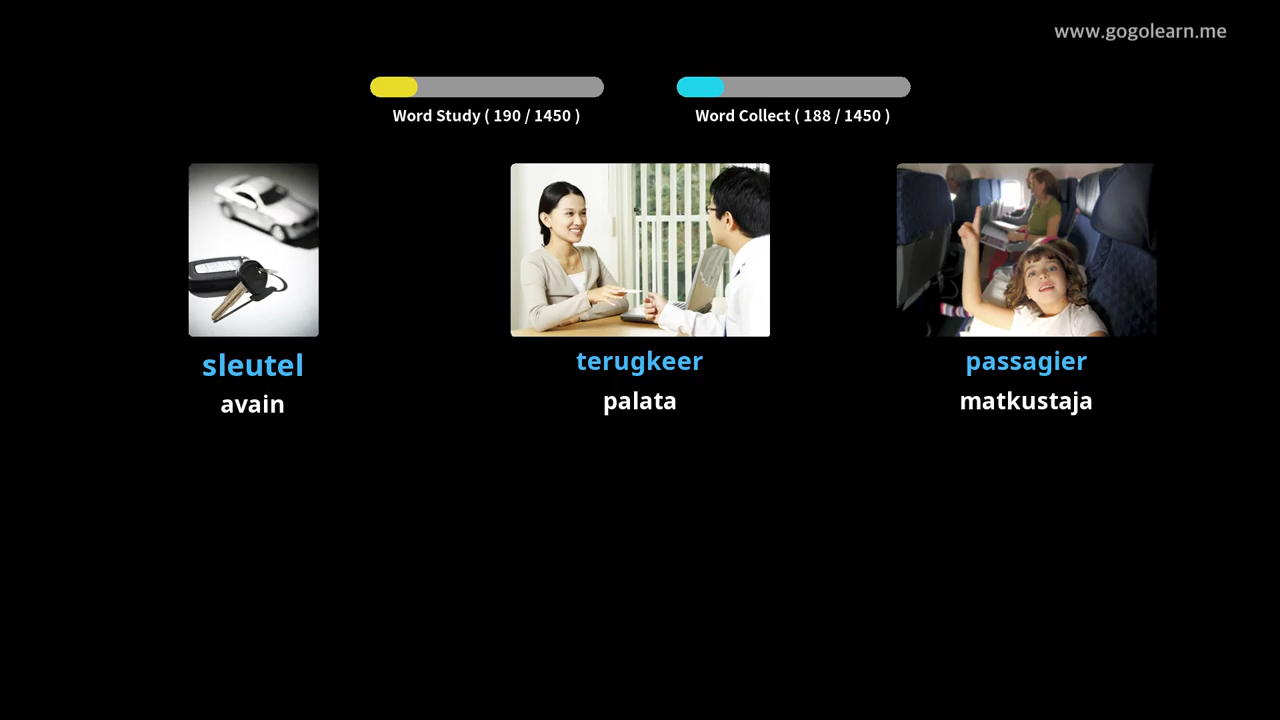 www.gogolearn.me
Word Study ( 190 / 1450 )
Word Collect ( 188 / 1450 )
sleutel
avain
terugkeer
palata
passagier
matkustaja